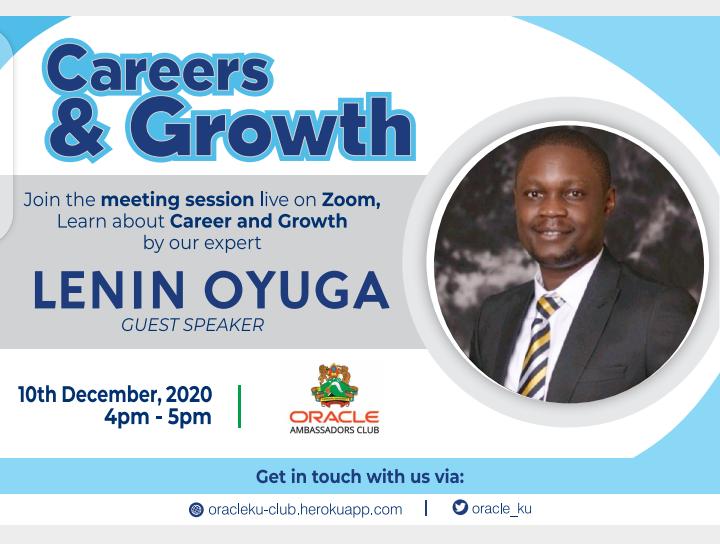 Careers
& Growth
Join the meeting session live on Zoom,
Learn about Career and Growth
by our expert
LENIN OYUGA
GUEST SPEAKER
10th December, 2020
4pm - 5pm
ORACLE
AMBASSADORS CLUB
Get in touch with us via:
oracleku-club.herokuapp.com | oracle_ku